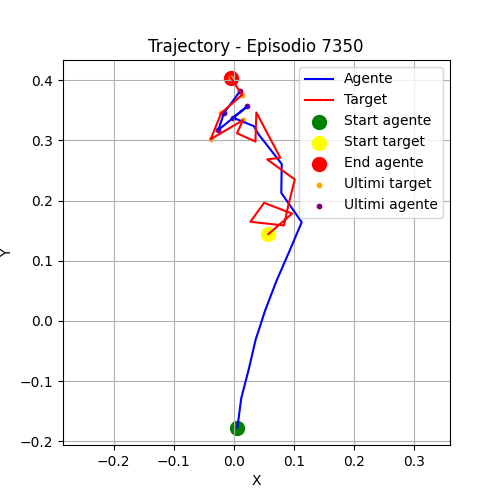 Trajectory - Episodio 7350
Agente
Target
Start agente
Start target
End agente
Ultimi target
Ultimi agente
0.4
0.3
0.2
0.1
0.0
−0.1
−0.2
Y
−0.2
−0.1
0.0
0.1
0.2
0.3
X